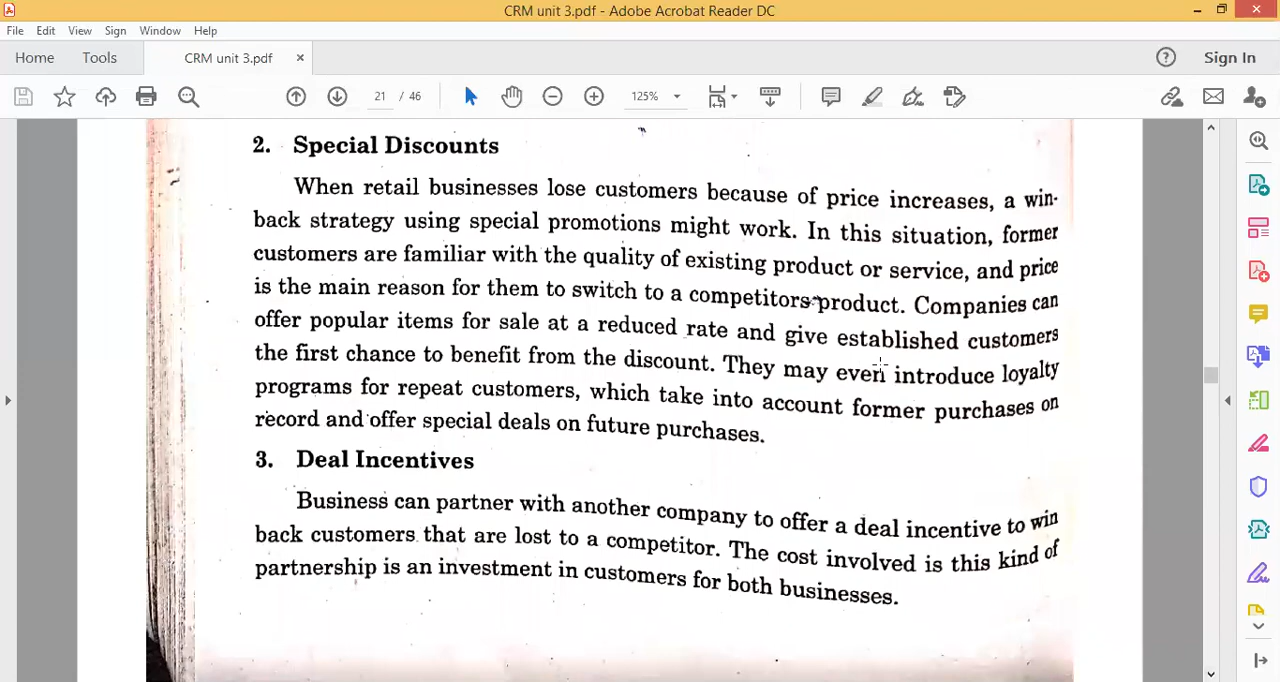 CRM unit 3.pdf - Adobe Acrobat Reader DC
File Edit View Sign Window Help
Home Tools CRM unit 3.pdf × Sign In
21 / 46 125%
2. Special Discounts
When retail businesses lose customers because of price increases, a win-
back strategy using special promotions might work. In this situation, former
customers are familiar with the quality of existing product or service, and price
is the main reason for them to switch to a competitors product. Companies can
offer popular items for sale at a reduced rate and give established customers
the first chance to benefit from the discount. They may even introduce loyalty
programs for repeat customers, which take into account former purchases on
record and offer special deals on future purchases.
3. Deal Incentives
Business can partner with another company to offer a deal incentive to win
back customers that are lost to a competitor. The cost involved is this kind of
partnership is an investment in customers for both businesses.